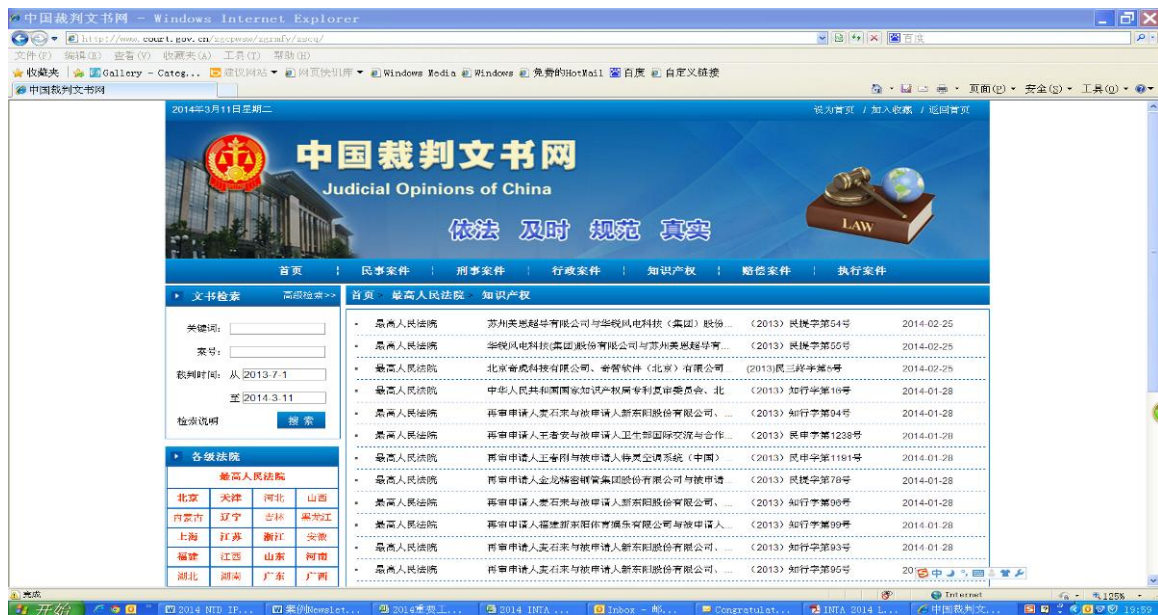 中国裁判文书网 - Windows Internet Explorer
http://www.court.gov.cn/zgcpwsw/zgrmfy/zscq/
百度
文件(F) 编辑(E) 查看(V) 收藏夹(A) 工具(T) 帮助(H)
收藏夹 Gallery - Categ... 建议网站 网页快讯库 Windows Media Windows 免费的HotMail 百度 自定义链接
中国裁判文书网 页面(P) 安全(S) 工具(O)
2014年3月11日星期二 设为首页 / 加入收藏 / 返回首页
中国裁判文书网
Judicial Opinions of China
依法 及时 规范 真实
LAW
首页 民事案件 刑事案件 行政案件 知识产权 赔偿案件 执行案件
文书检索 高级检索>>
关键词:
案号:
裁判时间: 从 2013-7-1
至 2014-3-11
检索说明 搜索
各级法院
最高人民法院
北京 天津 河北 山西
内蒙古 辽宁 吉林 黑龙江
上海 江苏 浙江 安徽
福建 江西 山东 河南
湖北 湖南 广东 广西
首页 最高人民法院 知识产权
最高人民法院 苏州美恩超导有限公司与华锐风电科技（集团）股份... （2013）民提字第54号 2014-02-25
最高人民法院 华锐风电科技(集团)股份有限公司与苏州美恩超导有... （2013）民提字第55号 2014-02-25
最高人民法院 北京奇虎科技有限公司、奇智软件（北京）有限公司... (2013)民三终字第5号 2014-02-25
最高人民法院 中华人民共和国国家知识产权局专利复审委员会、北... （2013）知行字第16号 2014-01-28
最高人民法院 再审申请人麦石来与被申请人新东阳股份有限公司、... （2013）知行字第94号 2014-01-28
最高人民法院 再审申请人王者安与被申请人卫生部国际交流与合作... （2013）民申字第1238号 2014-01-28
最高人民法院 再审申请人王春刚与被申请人特灵空调系统（中国）... （2013）民申字第1191号 2014-01-28
最高人民法院 再审申请人金龙精密铜管集团股份有限公司与被申请... （2013）民提字第78号 2014-01-28
最高人民法院 再审申请人麦石来与被申请人新东阳股份有限公司、... （2013）知行字第96号 2014-01-28
最高人民法院 再审申请人福建新东阳体育娱乐有限公司与被申请人... （2013）知行字第99号 2014-01-28
最高人民法院 再审申请人麦石来与被申请人新东阳股份有限公司、... （2013）知行字第93号 2014-01-28
最高人民法院 再审申请人麦石来与被申请人新东阳股份有限公司、... （2013）知行字第95号
中
完成 Internet 125%
开始 2014 NTD IP... 案例Newslet... 2014重要工... 2014 INTA ... Inbox - 邮... Congratulat... INTA 2014 L... 中国裁判文... 19:59